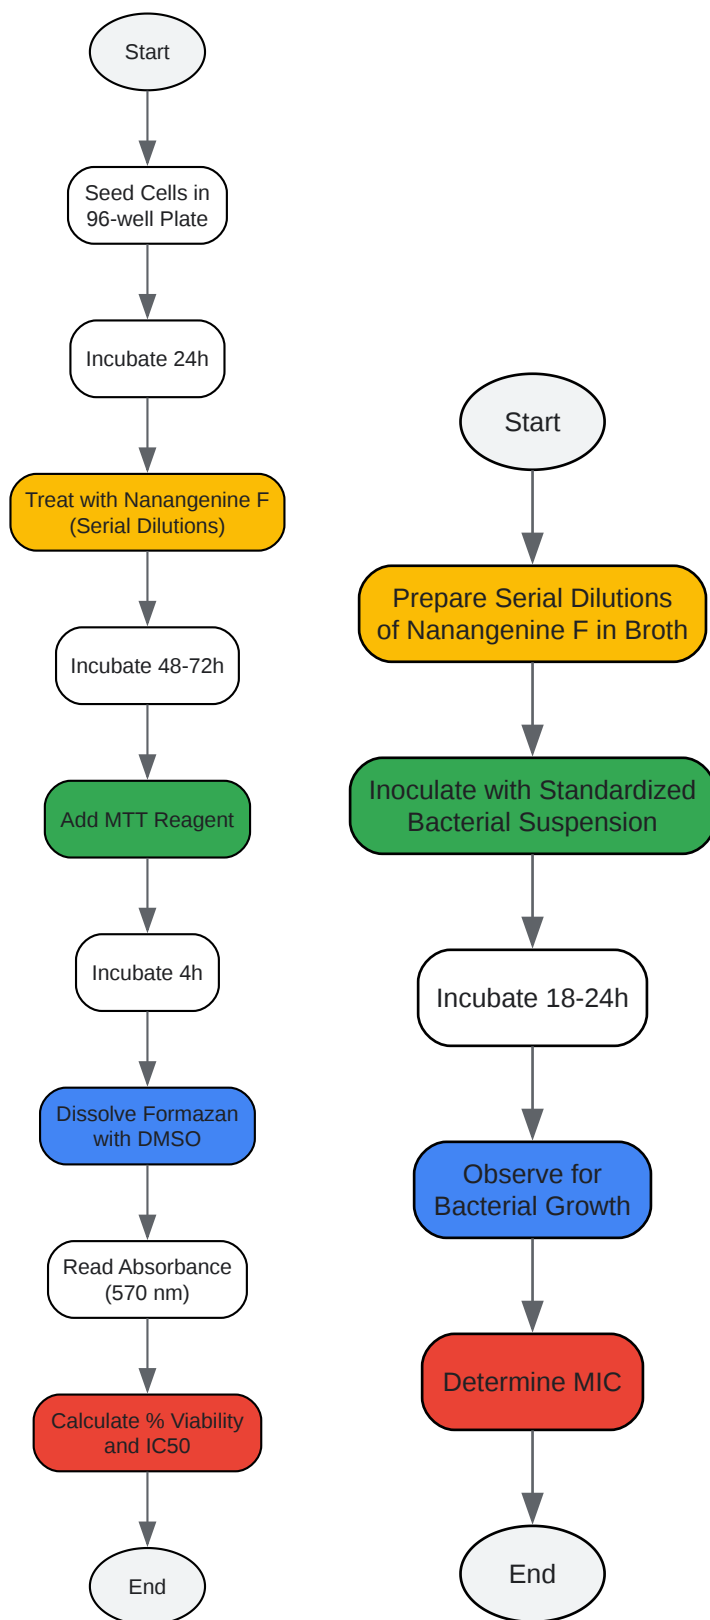 Start
Seed Cells in
96-well Plate
Incubate 24h
Treat with Nanangenine F
(Serial Dilutions)
Incubate 48-72h
Add MTT Reagent
Incubate 4h
Dissolve Formazan
with DMSO
Read Absorbance
(570 nm)
Calculate % Viability
and IC50
End
Start
Prepare Serial Dilutions
of Nanangenine F in Broth
Inoculate with Standardized
Bacterial Suspension
Incubate 18-24h
Observe for
Bacterial Growth
Determine MIC
End